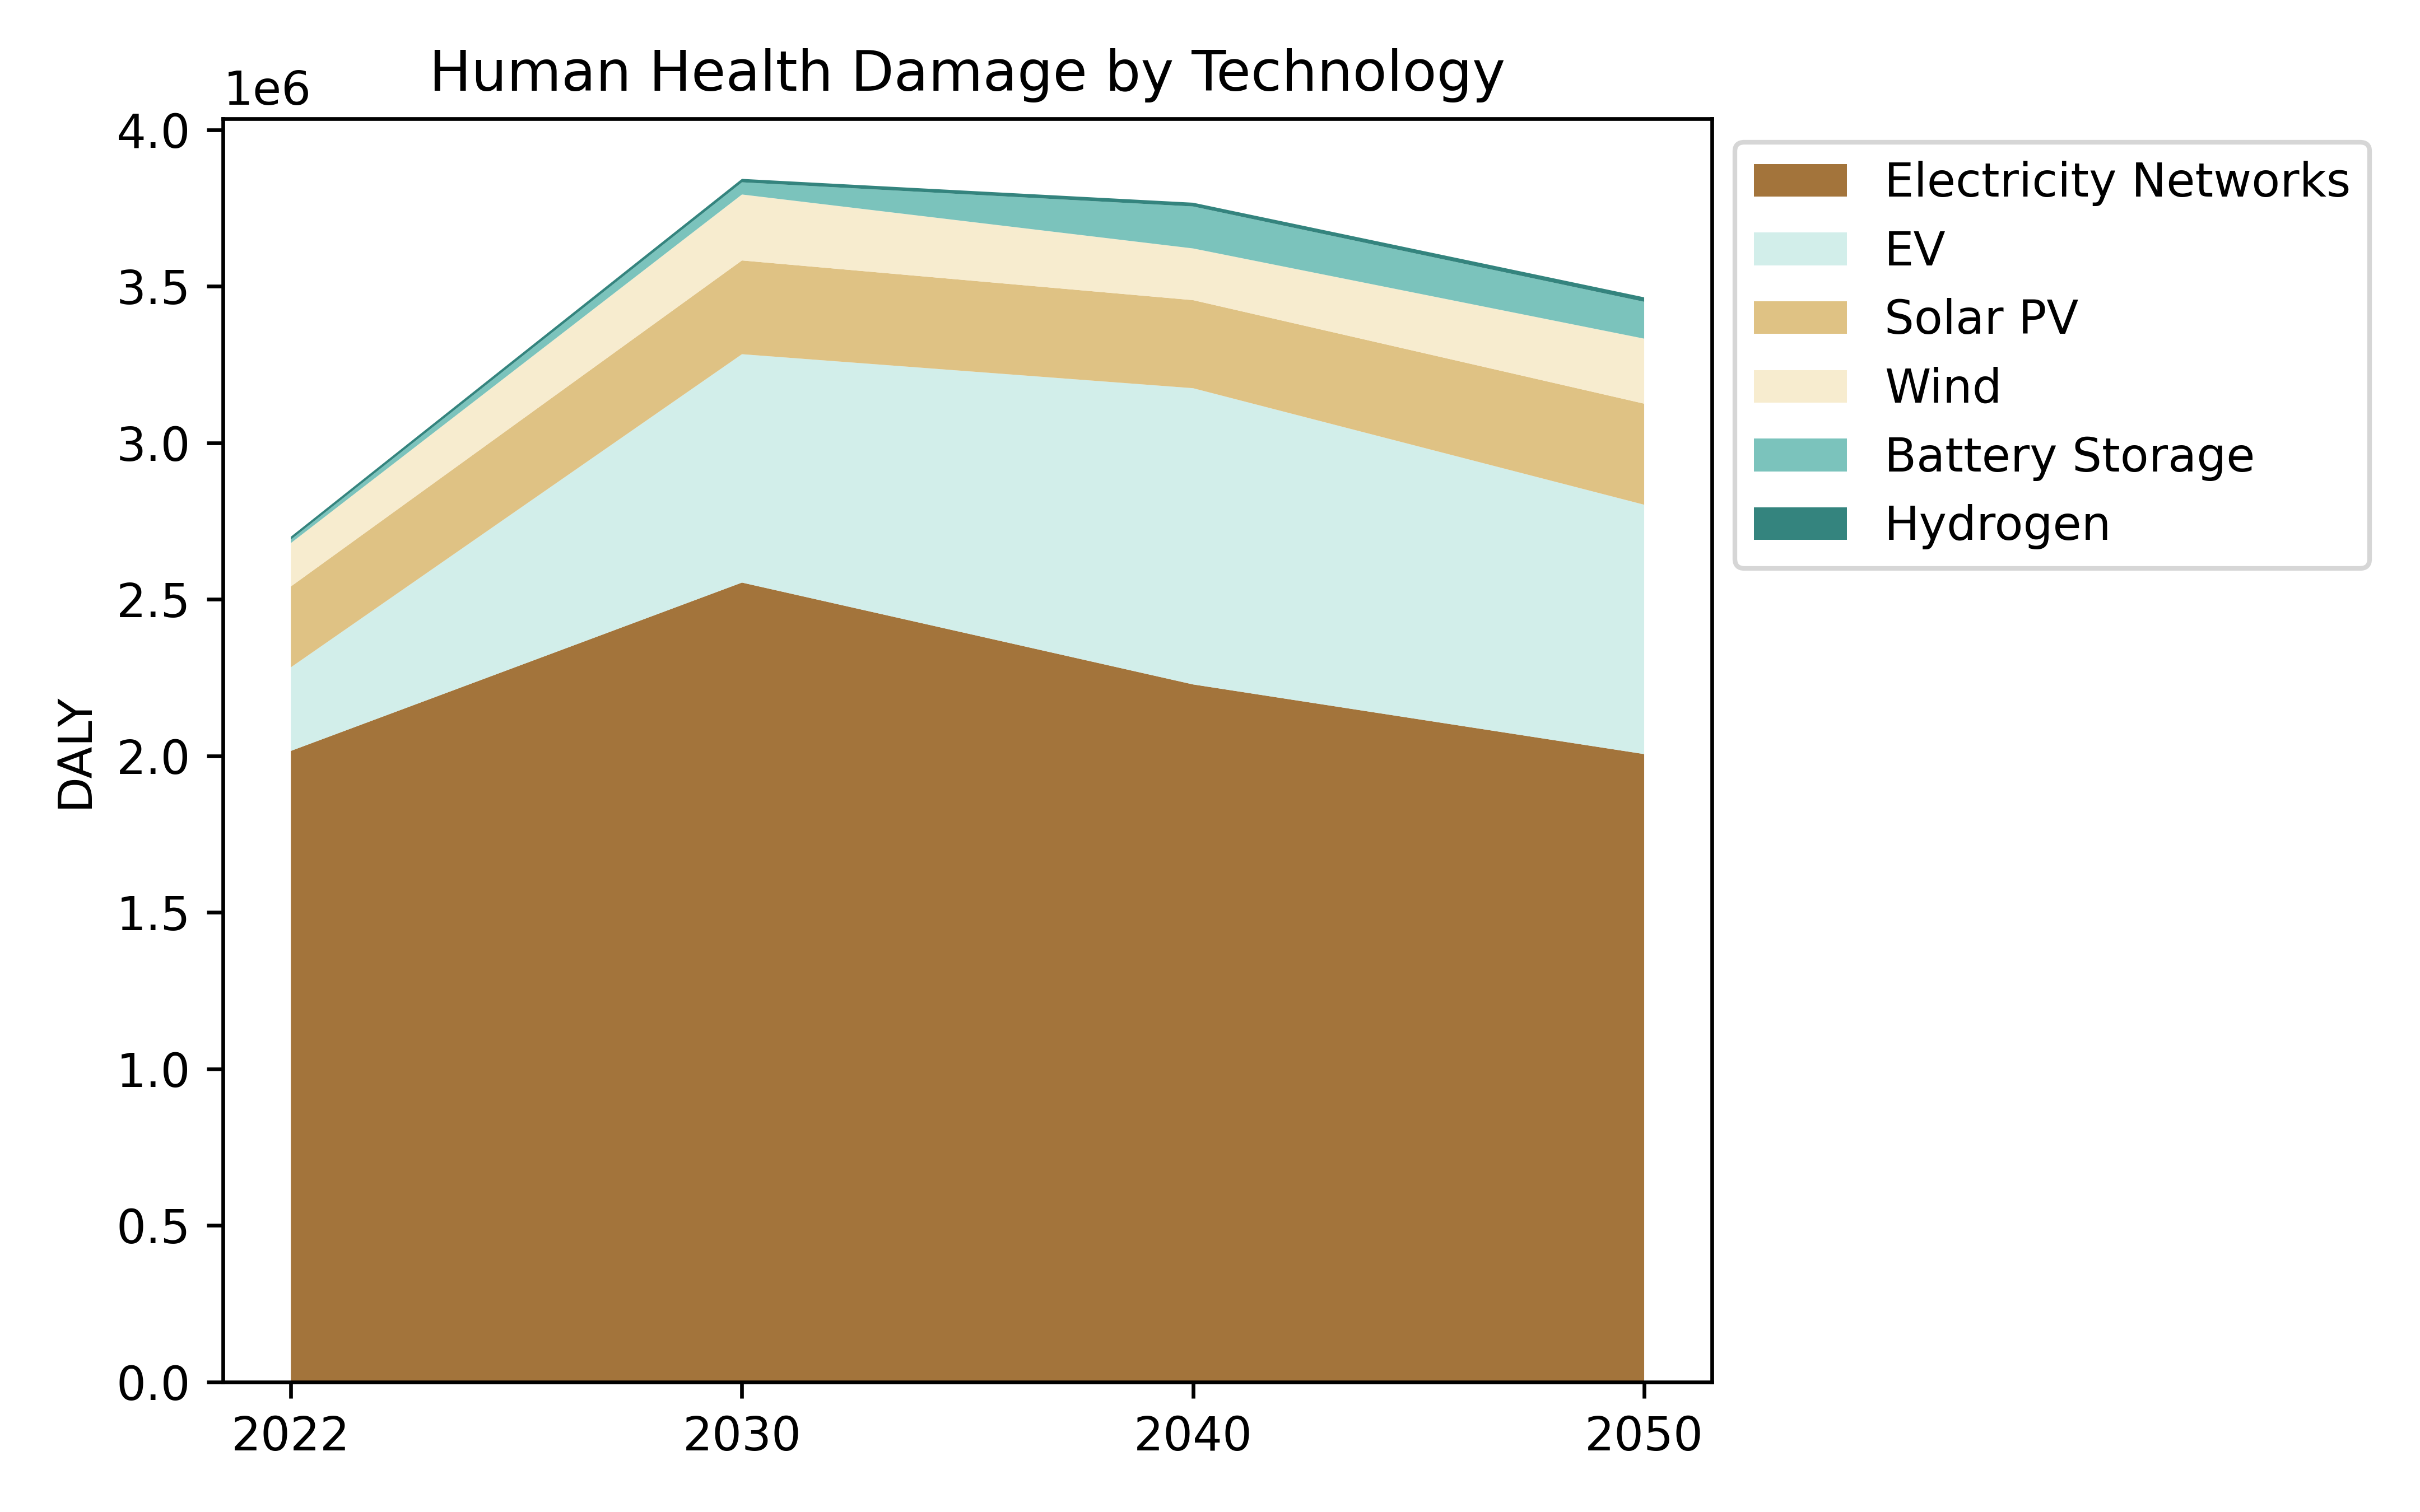 Human Health Damage by Technology
1e6
4.0
3.5
3.0
2.5
2.0
1.5
1.0
0.5
0.0
DALY
2022
2030
2040
2050
Electricity Networks
EV
Solar PV
Wind
Battery Storage
Hydrogen